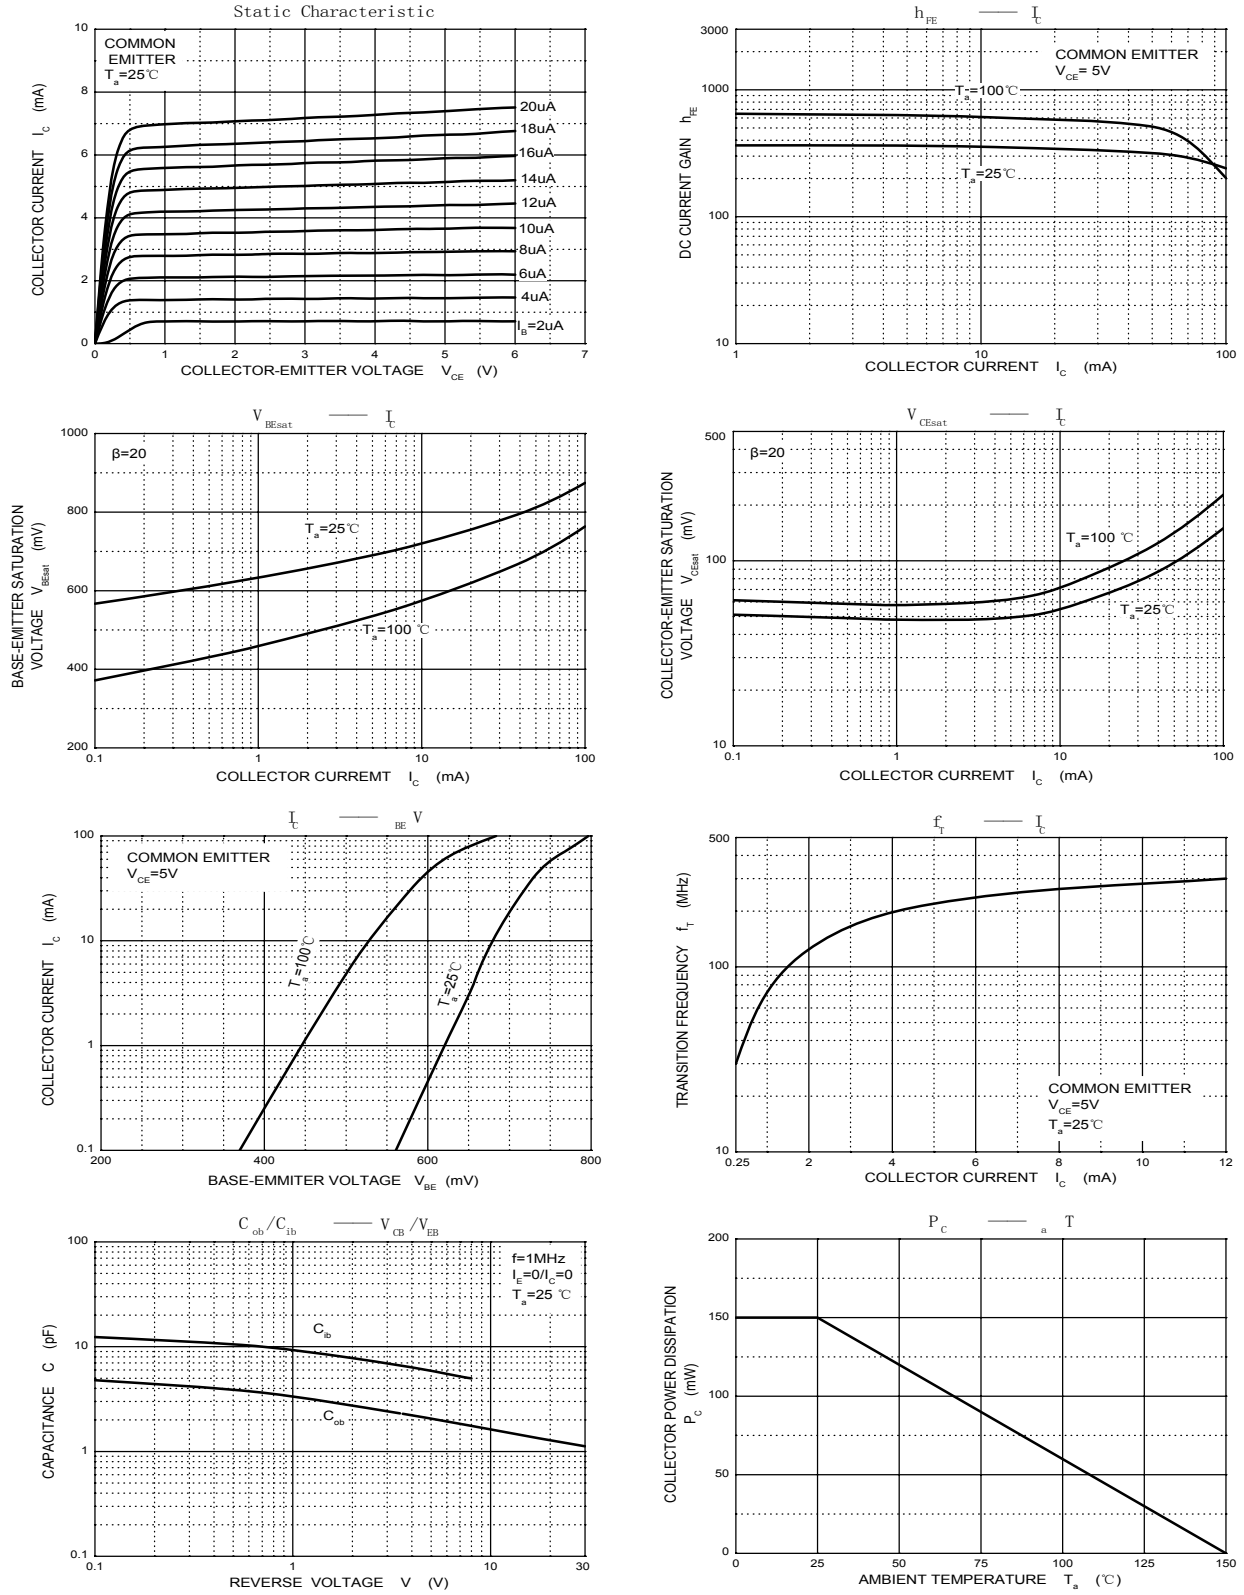 Static Characteristic
COMMON EMITTER
Ta=25℃
20uA
18uA
16uA
14uA
12uA
10uA
8uA
6uA
4uA
IB=2uA
10
8
6
4
2
0
0 1 2 3 4 5 6 7
COLLECTOR CURRENT IC (mA)
COLLECTOR-EMITTER VOLTAGE VCE (V)
hFE —— IC
COMMON EMITTER
VCE= 5V
Ta=100℃
Ta=25℃
3000
1000
100
10
1 10 100
DC CURRENT GAIN hFE
COLLECTOR CURRENT IC (mA)
VBEsat —— IC
β=20
Ta=25℃
Ta=100 ℃
1000
800
600
400
200
0.1 1 10 100
BASE-EMITTER SATURATION
VOLTAGE VBEsat (mV)
COLLECTOR CURREMT IC (mA)
VCEsat —— IC
β=20
Ta=100 ℃
Ta=25℃
500
100
10
0.1 1 10 100
COLLECTOR-EMITTER SATURATION
VOLTAGE VCEsat (mV)
COLLECTOR CURREMT IC (mA)
IC —— BE V
COMMON EMITTER
VCE=5V
Ta=100℃
Ta=25℃
100
10
1
0.1
200 400 600 800
COLLECTOR CURRENT IC (mA)
BASE-EMMITER VOLTAGE VBE (mV)
fT —— IC
COMMON EMITTER
VCE=5V
Ta=25℃
500
100
10
0.25 2 4 6 8 10 12
TRANSITION FREQUENCY fT (MHz)
COLLECTOR CURRENT IC (mA)
Cob/Cib —— VCB/VEB
f=1MHz
IE=0/IC=0
Ta=25 ℃
Cib
Cob
100
10
1
0.1
0.1 1 10 30
CAPACITANCE C (pF)
REVERSE VOLTAGE V (V)
PC —— a T
200
150
100
50
0
0 25 50 75 100 125 150
COLLECTOR POWER DISSIPATION
PC (mW)
AMBIENT TEMPERATURE Ta (℃)